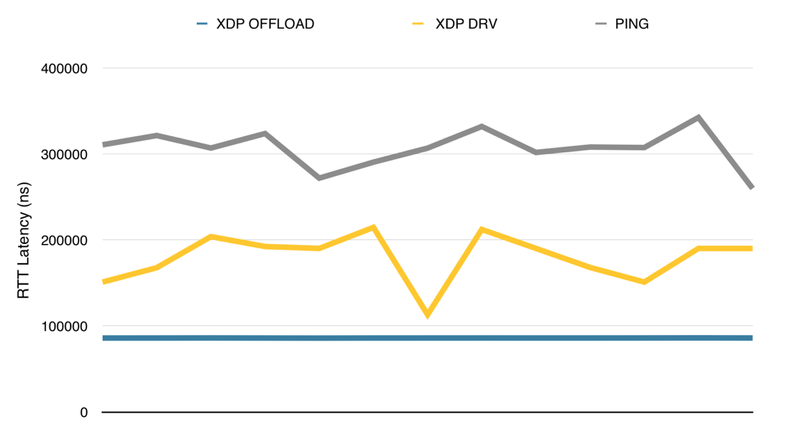 XDP OFFLOAD
XDP DRV
PING
400000
300000
200000
100000
0
RTT Latency (ns)